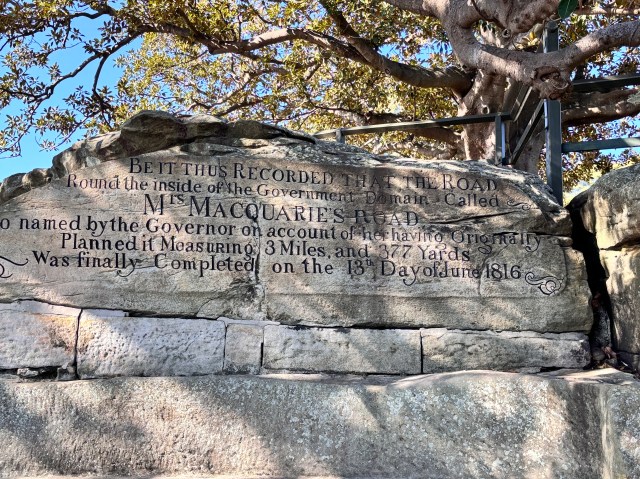 BE IT THUS RECORDED THAT THE ROAD
Round the inside of the Government Domain Called
MRS MACQUARIE'S ROAD
o named by the Governor on account of her having Originally
Planned it Measuring 3 Miles, and 377 Yards
Was finally Completed on the 13th Day of June 1816